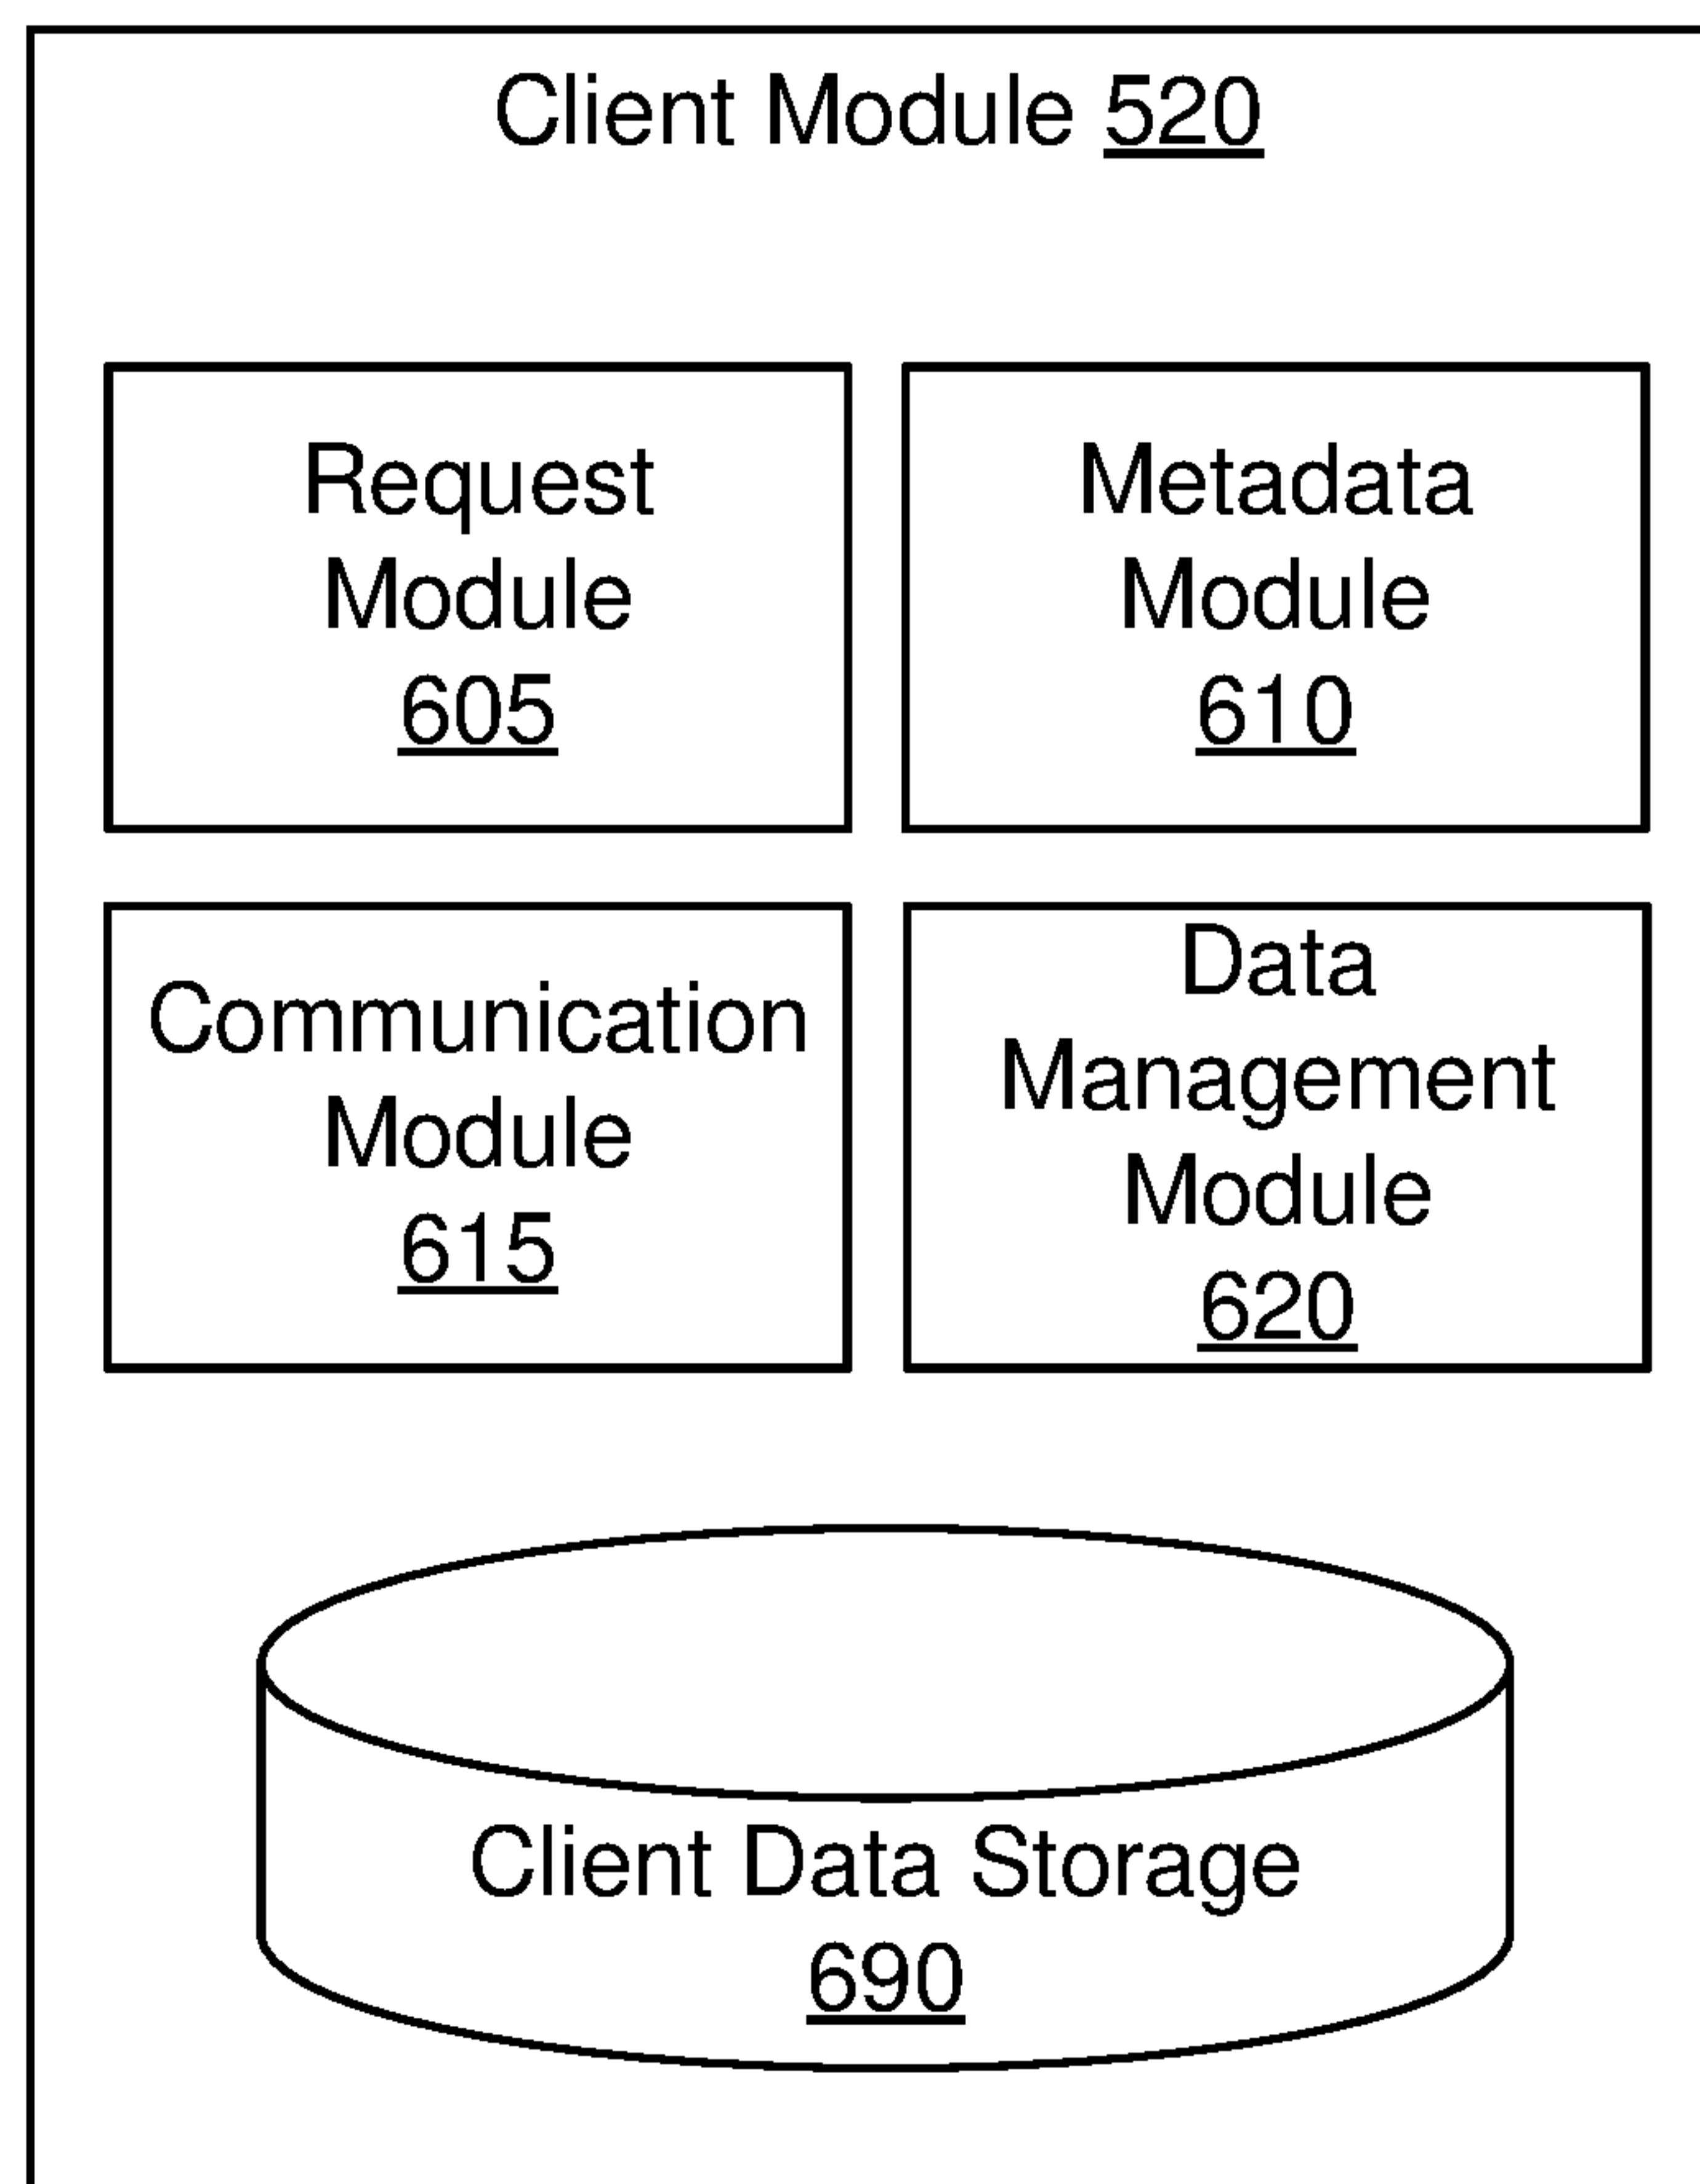 Client Module 520
Request
Module
605
Metadata
Module
610
Communication
Module
615
Data
Management
Module
620
Client Data Storage
690